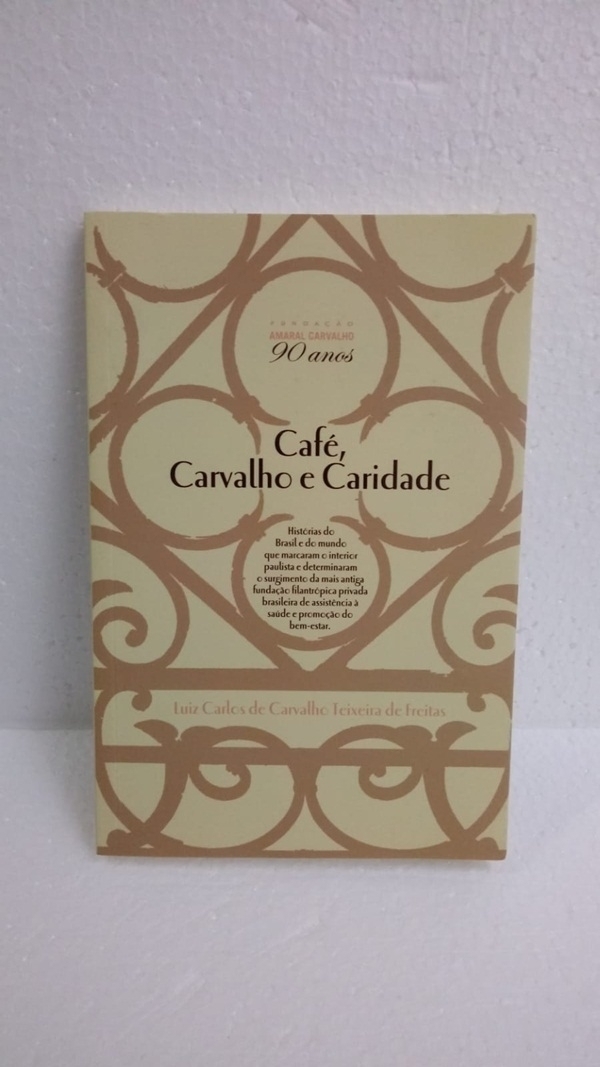 FUNDAÇÃO
AMARAL CARVALHO
90 anos
Café,
Carvalho e Caridade
Histórias do
Brasil e do mundo
que marcaram o interior
paulista e determinaram
o surgimento da mais antiga
fundação filantrópica privada
brasileira de assistência à
saúde e promoção do
bem-estar.
Luiz Carlos de Carvalho Teixeira de Freitas